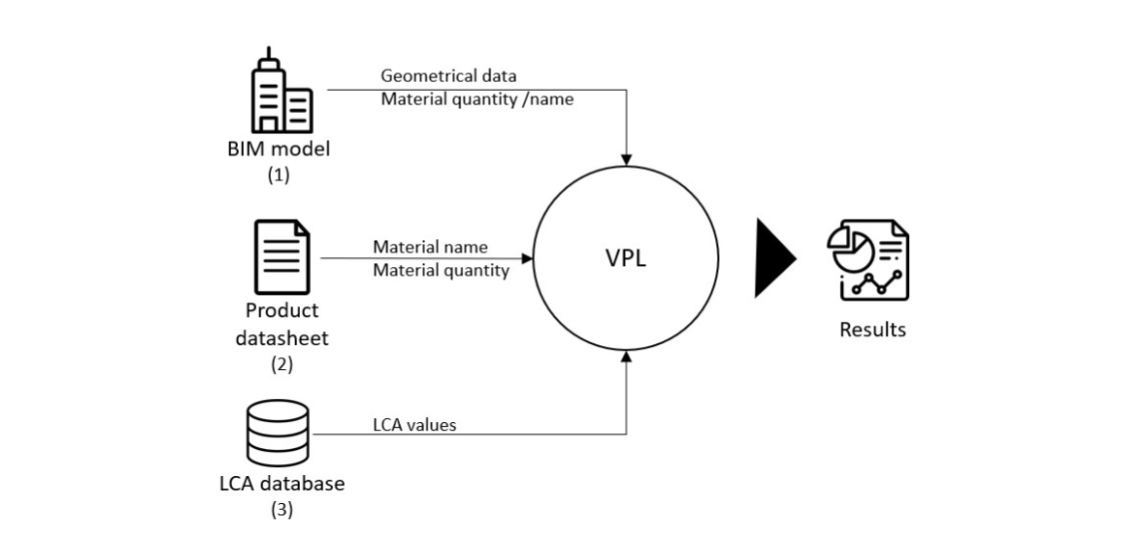 Geometrical data
Material quantity /name
BIM model
(1)
Material name
Material quantity
VPL
Product
datasheet
(2)
Results
LCA values
LCA database
(3)